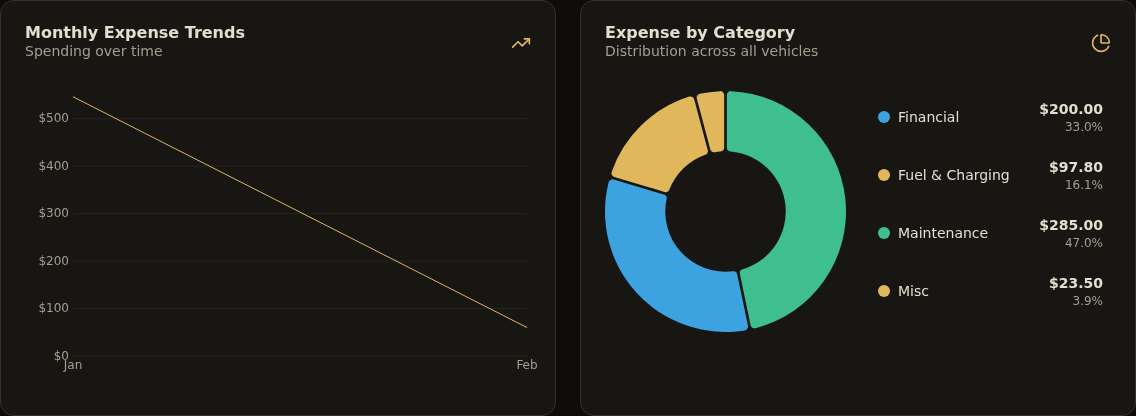 Monthly Expense Trends
Spending over time
$500
$400
$300
$200
$100
$0
Jan
Feb
Expense by Category
Distribution across all vehicles
Financial
$200.00
33.0%
Fuel & Charging
$97.80
16.1%
Maintenance
$285.00
47.0%
Misc
$23.50
3.9%